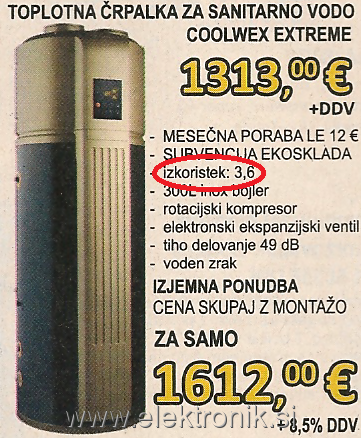 TOPLOTNA ČRPALKA ZA SANITARNO VODO
COOLWEX EXTREME
1313,00 €
+DDV
- MESEČNA PORABA LE 12 €
- SUBVENCIJA EKOSKLADA
- izkoristek: 3,6
- 300L inox bojler
- rotacijski kompresor
- elektronski ekspanzijski ventil
- tiho delovanje 49 dB
- voden zrak
IZJEMNA PONUDBA
CENA SKUPAJ Z MONTAŽO
ZA SAMO
1612,00 €
+ 8,5% DDV
www.elektronik.si